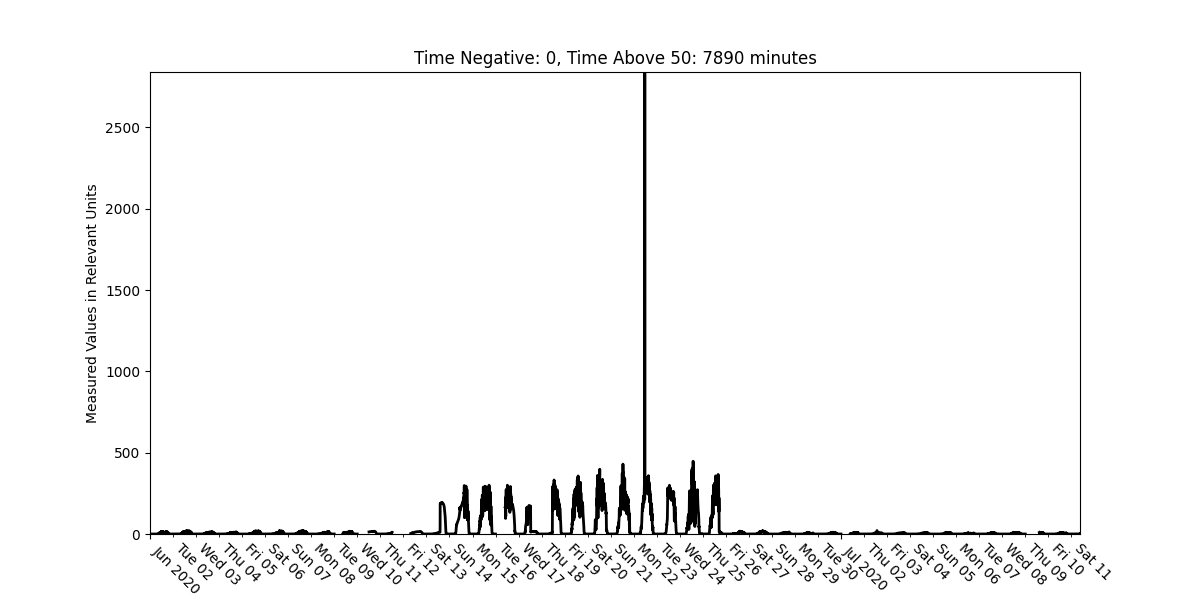 Time Negative: 0, Time Above 50: 7890 minutes
Measured Values in Relevant Units
2500
2000
1500
1000
500
0
Jun 2020
Tue 02
Wed 03
Thu 04
Fri 05
Sat 06
Sun 07
Mon 08
Tue 09
Wed 10
Thu 11
Fri 12
Sat 13
Sun 14
Mon 15
Tue 16
Wed 17
Thu 18
Fri 19
Sat 20
Sun 21
Mon 22
Tue 23
Wed 24
Thu 25
Fri 26
Sat 27
Sun 28
Mon 29
Tue 30
Jul 2020
Thu 02
Fri 03
Sat 04
Sun 05
Mon 06
Tue 07
Wed 08
Thu 09
Fri 10
Sat 11